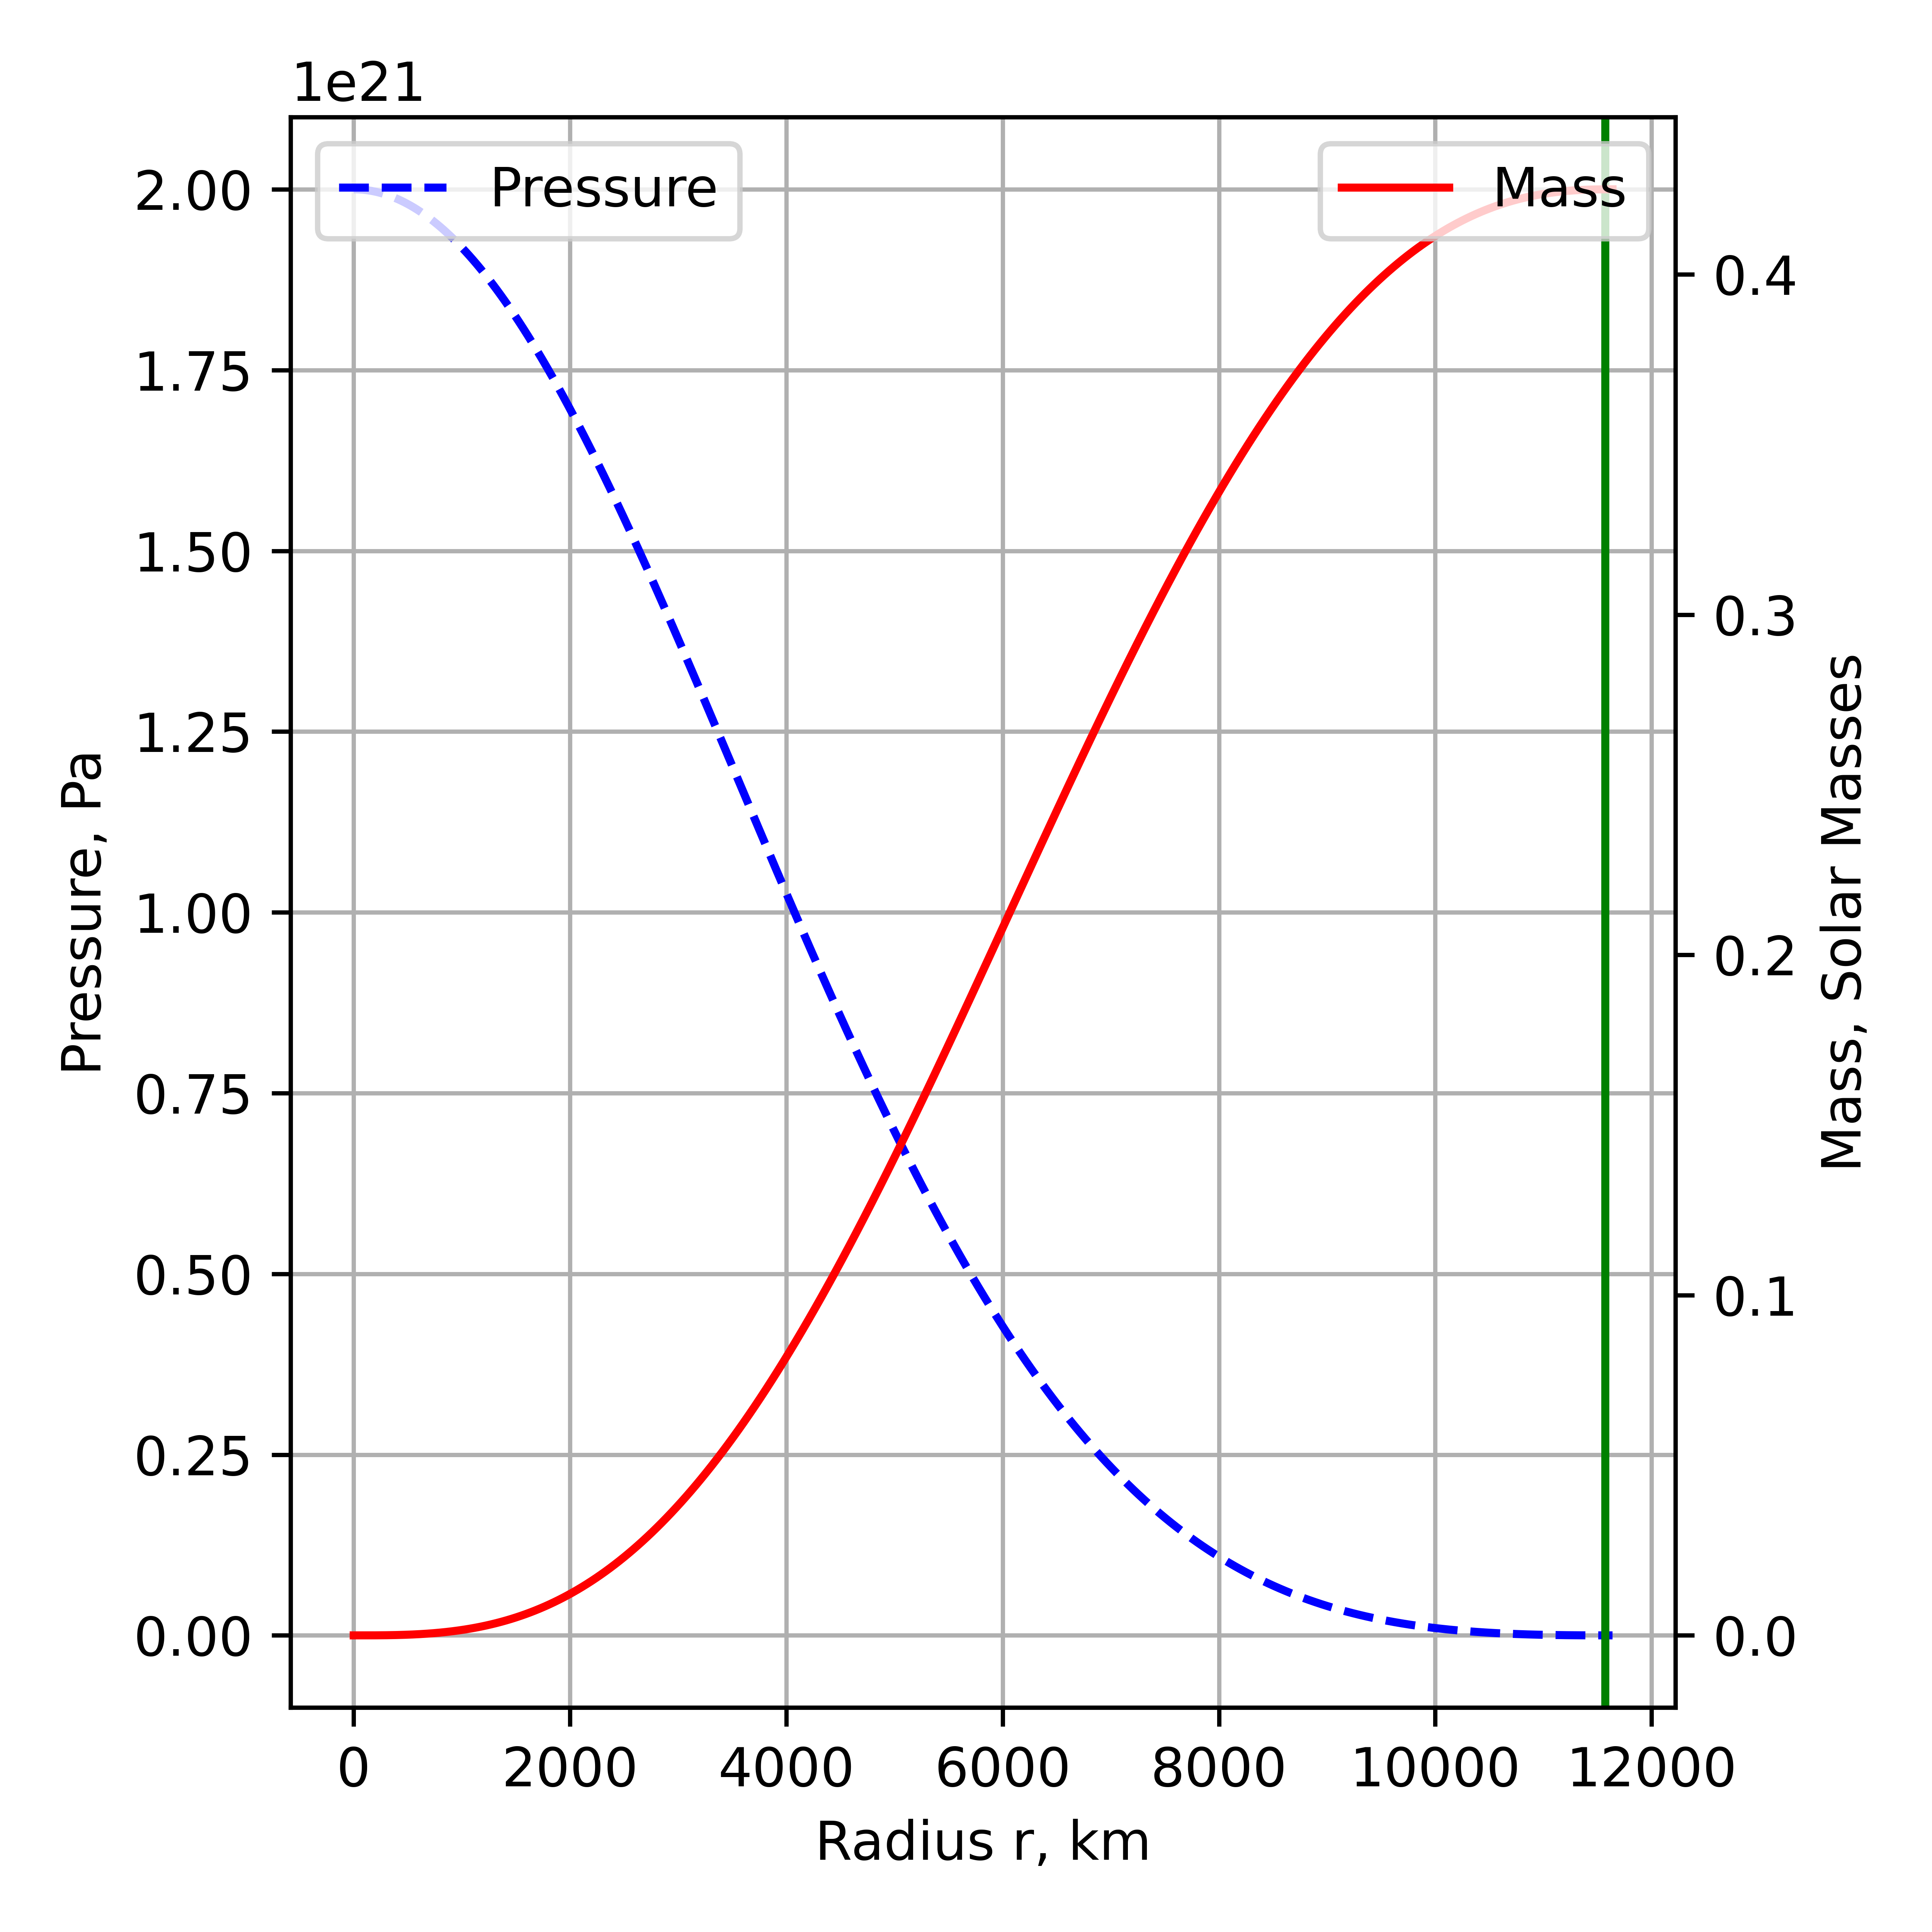 1e21
Pressure
Mass
2.00
1.75
1.50
1.25
1.00
0.75
0.50
0.25
0.00
Pressure, Pa
0.4
0.3
0.2
0.1
0.0
Mass, Solar Masses
0 2000 4000 6000 8000 10000 12000
Radius r, km